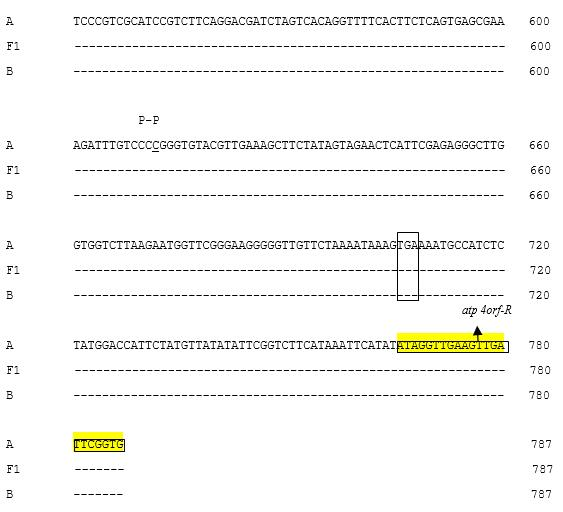 A TCCCGTCGCATCCGTCTTCAGGACGATCTAGTCACAGGTTTTCACTTCTCAGTGAGCGAA 600
F1 ------------------------------------------------------------ 600
B ------------------------------------------------------------ 600
P-P
A AGATTTGTCCCCGGGTGTACGTTGAAAGCTTCTATAGTAGAACTCATTCGAGAGGGCTTG 660
F1 ------------------------------------------------------------ 660
B ------------------------------------------------------------ 660
A GTGGTCTTAAGAATGGTTCGGGAAGGGGGTTGTTCTAAAATAAAGTGAAAATGCCATCTC 720
F1 ------------------------------------------------------------ 720
B ------------------------------------------------------------ 720
atp 4orf-R
A TATGGACCATTCTATGTTATATATTCGGTCTTCATAAATTCATATATAGGTTGAAGTTGA 780
F1 ------------------------------------------------------------ 780
B ------------------------------------------------------------ 780
A TTCGGTG 787
F1 ------- 787
B ------- 787